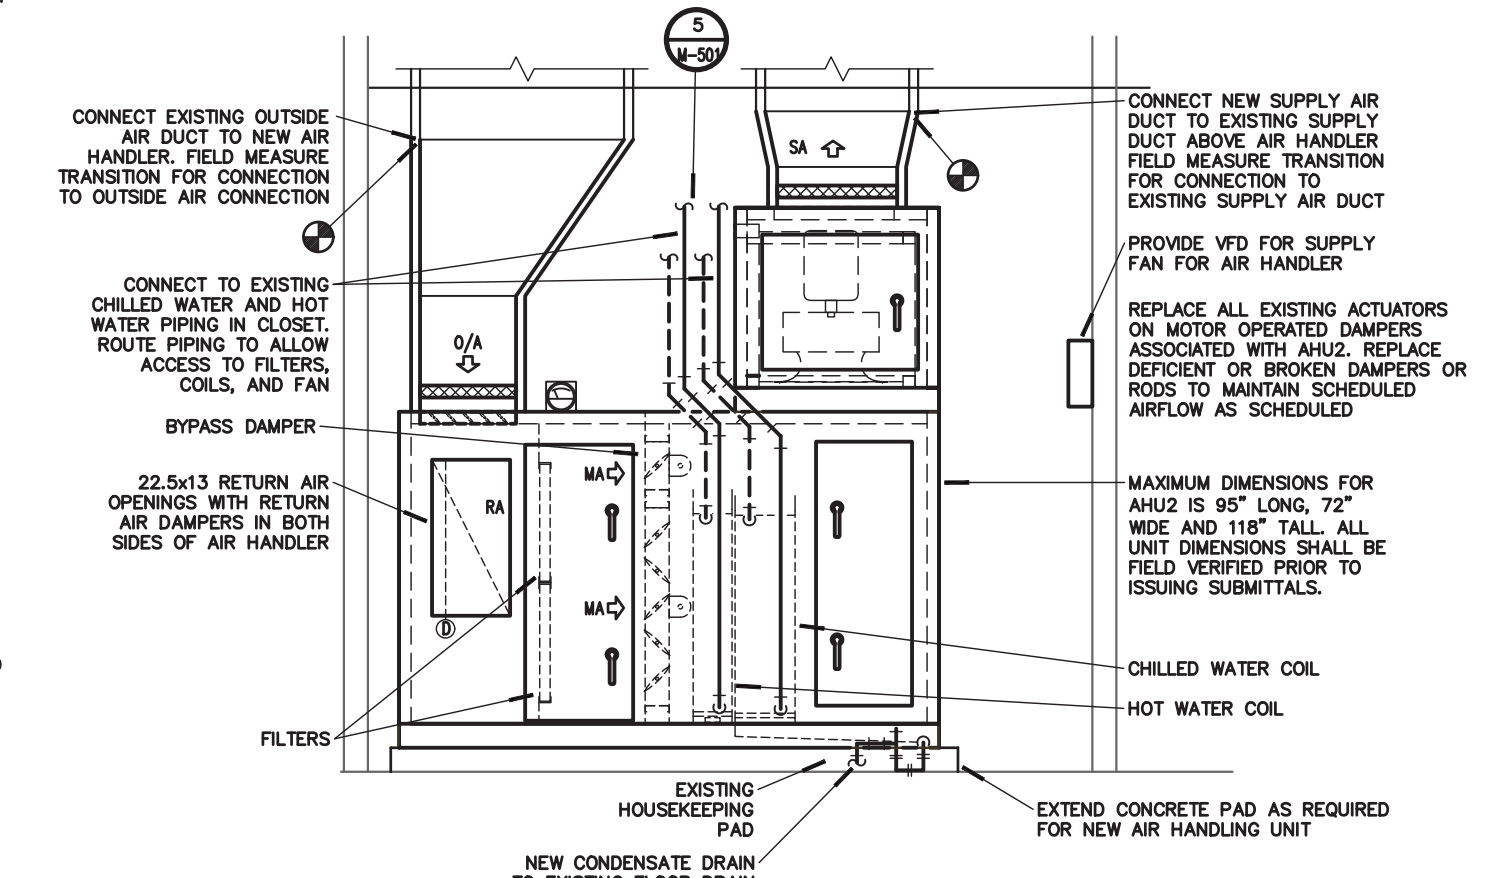 5
M-501
CONNECT EXISTING OUTSIDE
AIR DUCT TO NEW AIR
HANDLER. FIELD MEASURE
TRANSITION FOR CONNECTION
TO OUTSIDE AIR CONNECTION
CONNECT TO EXISTING
CHILLED WATER AND HOT
WATER PIPING IN CLOSET.
ROUTE PIPING TO ALLOW
ACCESS TO FILTERS,
COILS, AND FAN
BYPASS DAMPER
22.5x13 RETURN AIR
OPENINGS WITH RETURN
AIR DAMPERS IN BOTH
SIDES OF AIR HANDLER
FILTERS
SA
O/A
MA
RA
MA
D
CONNECT NEW SUPPLY AIR
DUCT TO EXISTING SUPPLY
DUCT ABOVE AIR HANDLER
FIELD MEASURE TRANSITION
FOR CONNECTION TO
EXISTING SUPPLY AIR DUCT
PROVIDE VFD FOR SUPPLY
FAN FOR AIR HANDLER
REPLACE ALL EXISTING ACTUATORS
ON MOTOR OPERATED DAMPERS
ASSOCIATED WITH AHU2. REPLACE
DEFICIENT OR BROKEN DAMPERS OR
RODS TO MAINTAIN SCHEDULED
AIRFLOW AS SCHEDULED
MAXIMUM DIMENSIONS FOR
AHU2 IS 95" LONG, 72"
WIDE AND 118" TALL. ALL
UNIT DIMENSIONS SHALL BE
FIELD VERIFIED PRIOR TO
ISSUING SUBMITTALS.
CHILLED WATER COIL
HOT WATER COIL
EXISTING
HOUSEKEEPING
PAD
EXTEND CONCRETE PAD AS REQUIRED
FOR NEW AIR HANDLING UNIT
NEW CONDENSATE DRAIN
TO EXISTING FLOOR DRAIN